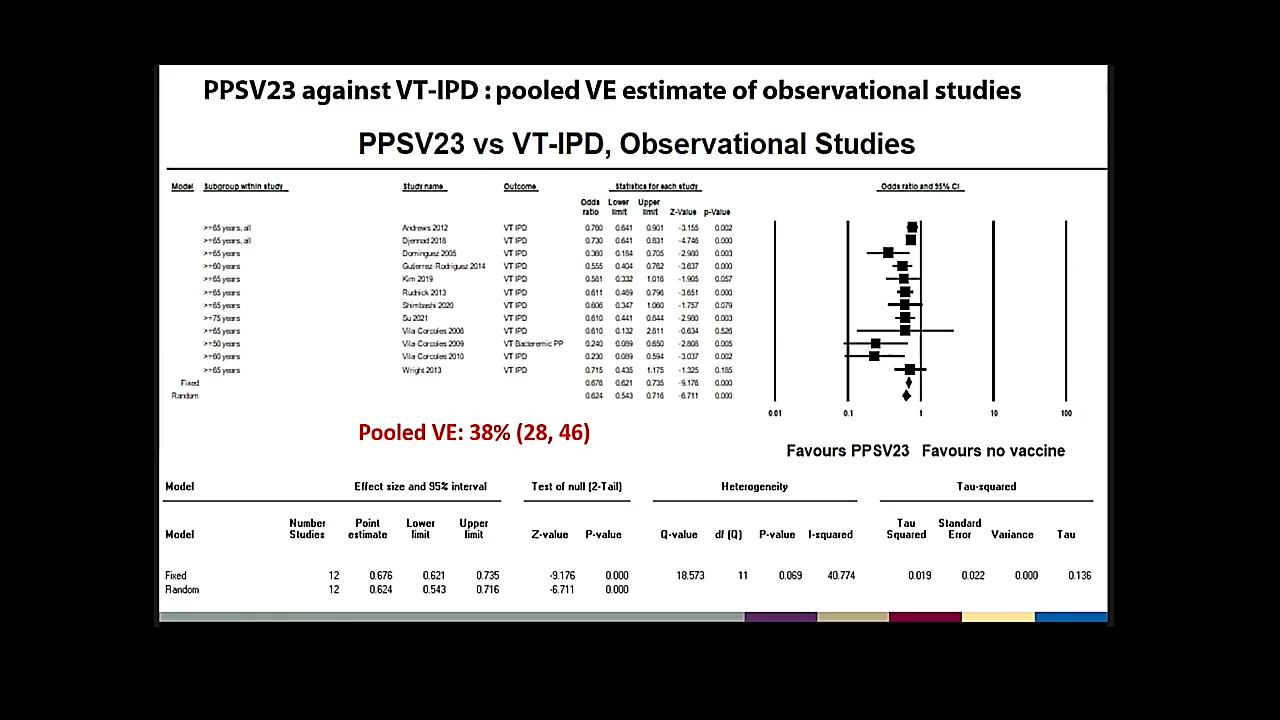 PPSV23 against VT-IPD : pooled VE estimate of observational studies
PPSV23 vs VT-IPD, Observational Studies
Model Subgroup within study Study name Outcome Statistics for each study Odds ratio and 95% CI
Odds ratio Lower limit Upper limit Z-Value p-Value
>=65 years, all Andrews 2012 VT IPD 0.760 0.641 0.901 -3.155 0.002
>=65 years, all Djennad 2018 VT IPD 0.730 0.641 0.831 -4.746 0.000
>=65 years Dominguez 2005 VT IPD 0.360 0.184 0.705 -2.980 0.003
>=60 years Gutierrez-Rodriguez 2014 VT IPD 0.555 0.404 0.762 -3.637 0.000
>=65 years Kim 2019 VT IPD 0.581 0.332 1.016 -1.905 0.057
>=65 years Rudnick 2013 VT IPD 0.611 0.469 0.796 -3.651 0.000
>=65 years Shimbashi 2020 VT IPD 0.606 0.347 1.060 -1.757 0.079
>=75 years Su 2021 VT IPD 0.610 0.441 0.844 -2.980 0.003
>=65 years Vila-Corcoles 2006 VT IPD 0.610 0.132 2.811 -0.634 0.526
>=50 years Vila-Corcoles 2009 VT Bacteremic PP 0.240 0.089 0.650 -2.808 0.005
>=60 years Vila-Corcoles 2010 VT IPD 0.230 0.089 0.594 -3.037 0.002
>=65 years Wright 2013 VT IPD 0.715 0.435 1.175 -1.325 0.185
Fixed 0.676 0.621 0.735 -9.176 0.000
Random 0.624 0.543 0.716 -6.711 0.000
0.01 0.1 1 10 100
Pooled VE: 38% (28, 46)
Favours PPSV23 Favours no vaccine
Model Effect size and 95% interval Test of null (2-Tail) Heterogeneity Tau-squared
Model Number Studies Point estimate Lower limit Upper limit Z-value P-value Q-value df (Q) P-value I-squared Tau Squared Standard Error Variance Tau
Fixed 12 0.676 0.621 0.735 -9.176 0.000 18.573 11 0.069 40.774 0.019 0.022 0.000 0.136
Random 12 0.624 0.543 0.716 -6.711 0.000